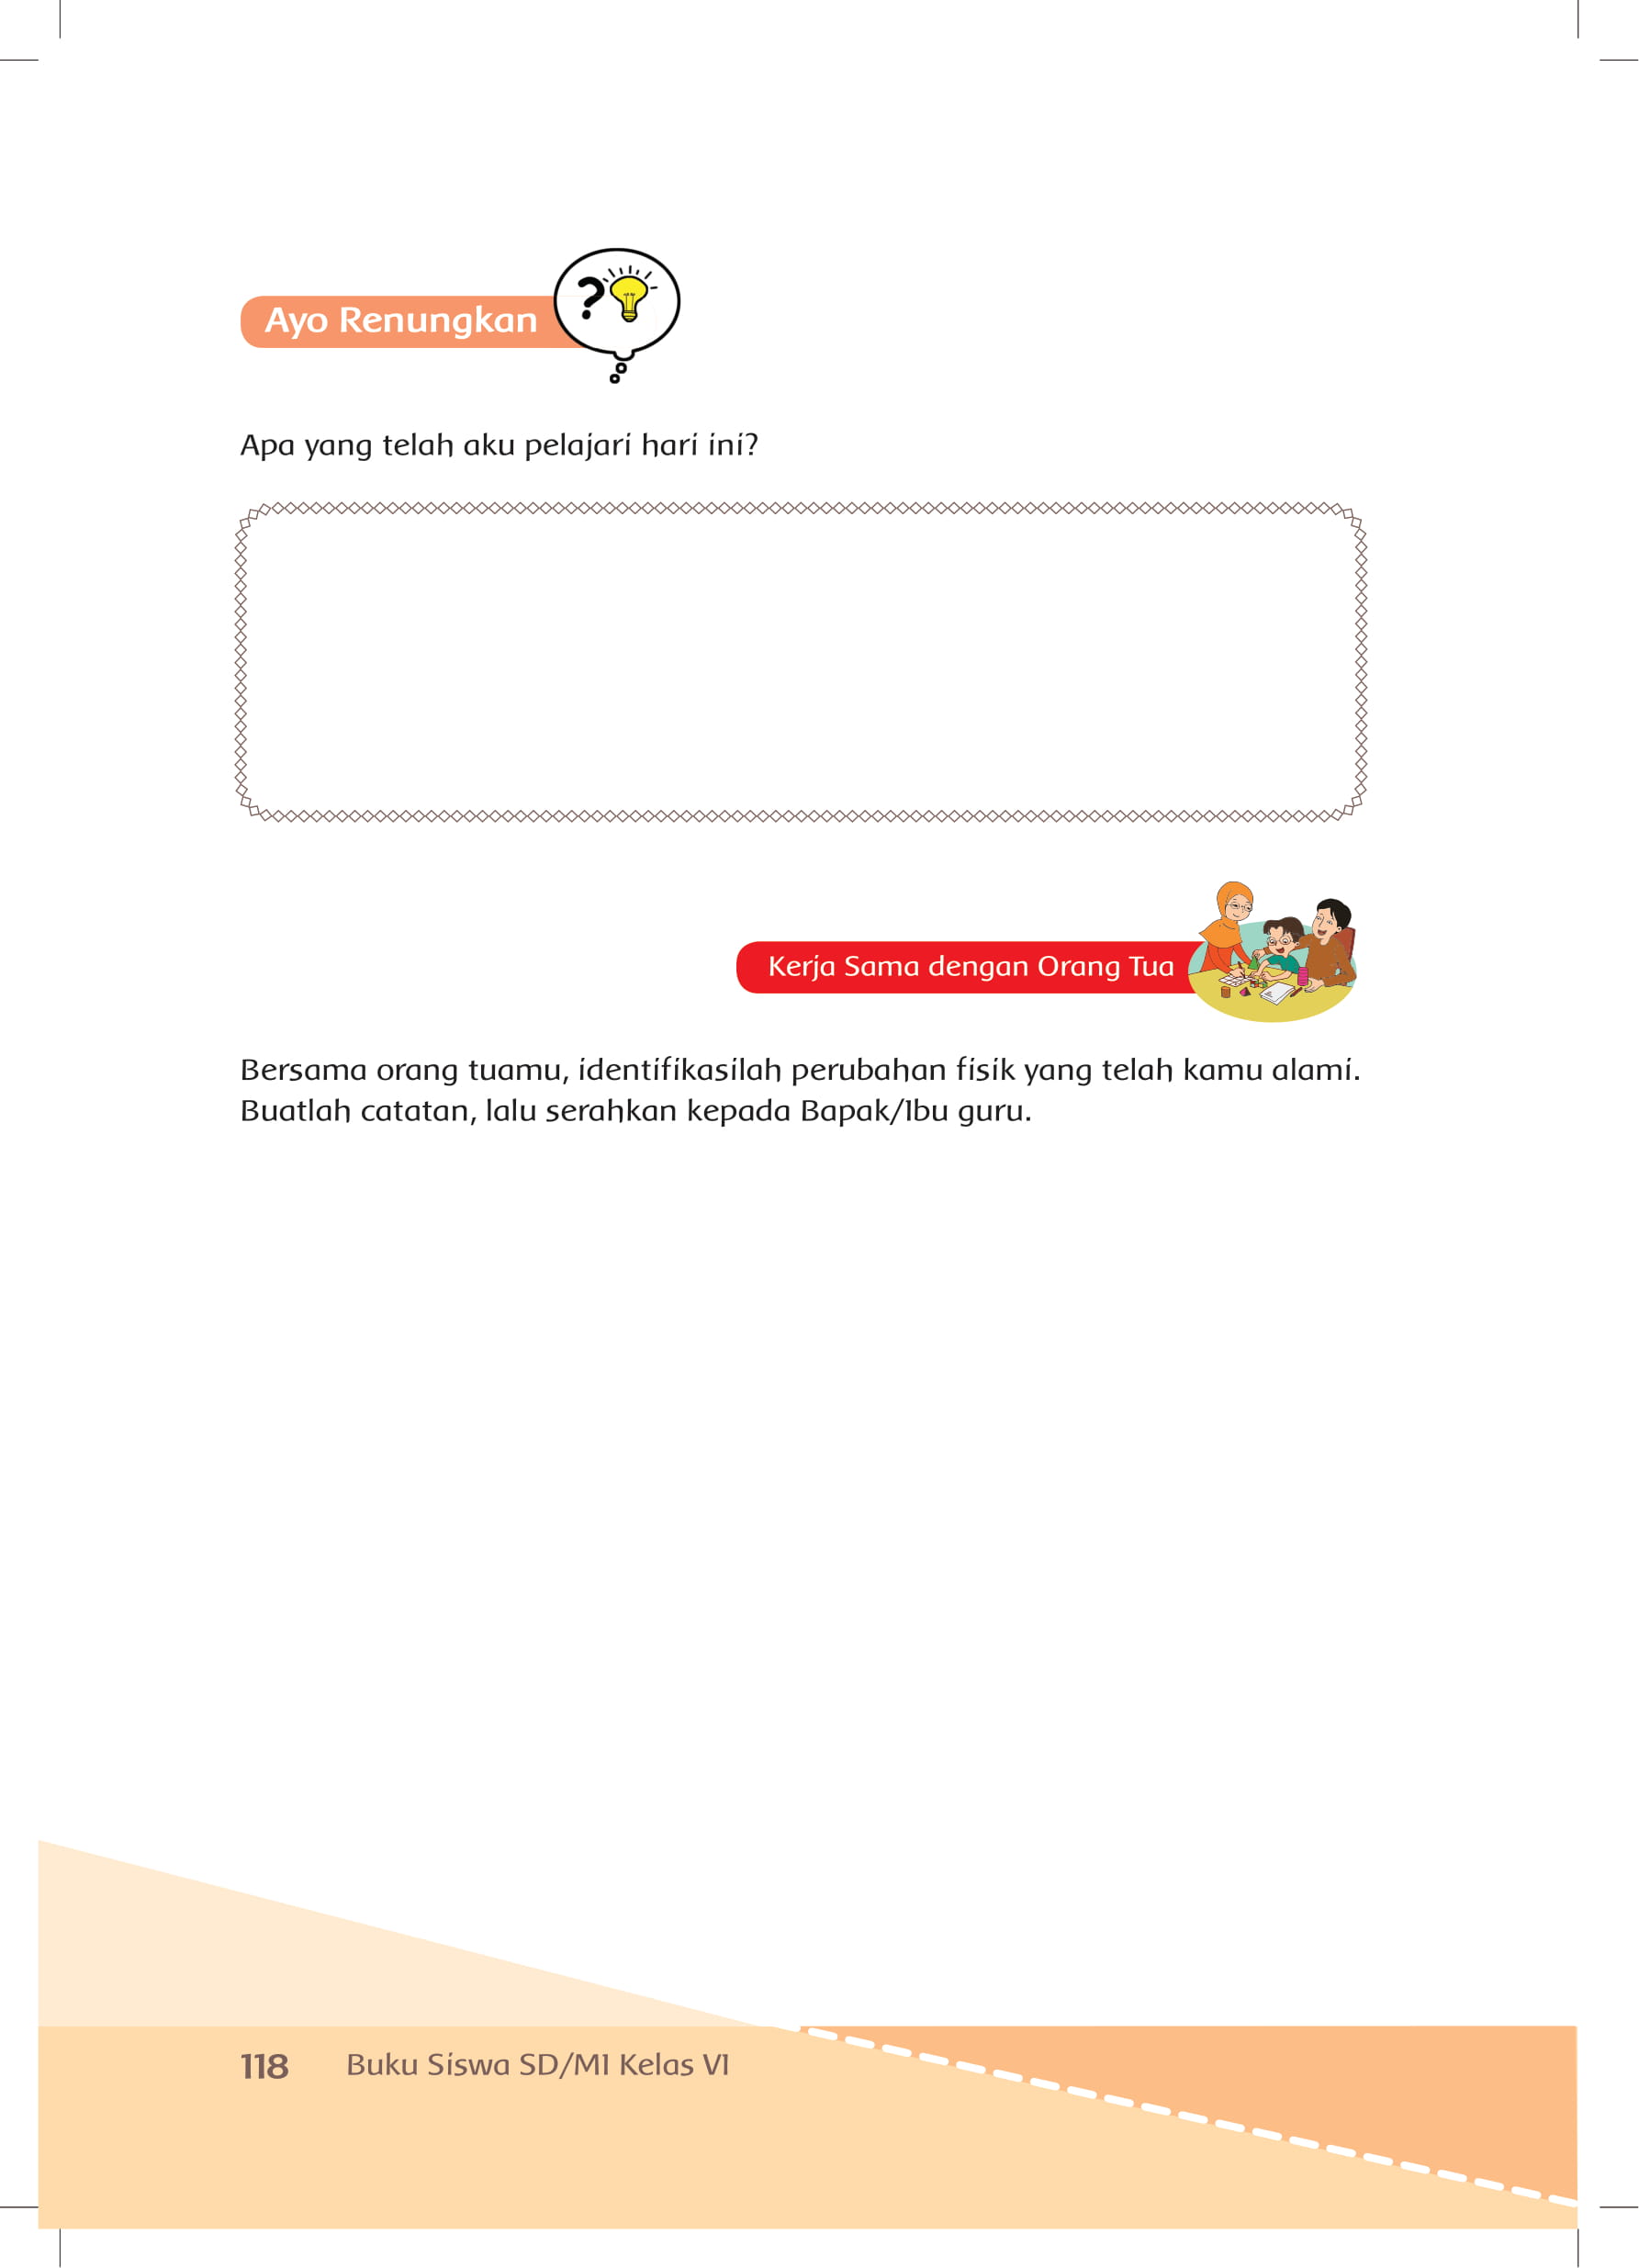 Ayo Renungkan
Apa yang telah aku pelajari hari ini?
Kerja Sama dengan Orang Tua
Bersama orang tuamu, identifikasilah perubahan fisik yang telah kamu alami.
Buatlah catatan, lalu serahkan kepada Bapak/Ibu guru.
118 Buku Siswa SD/MI Kelas VI